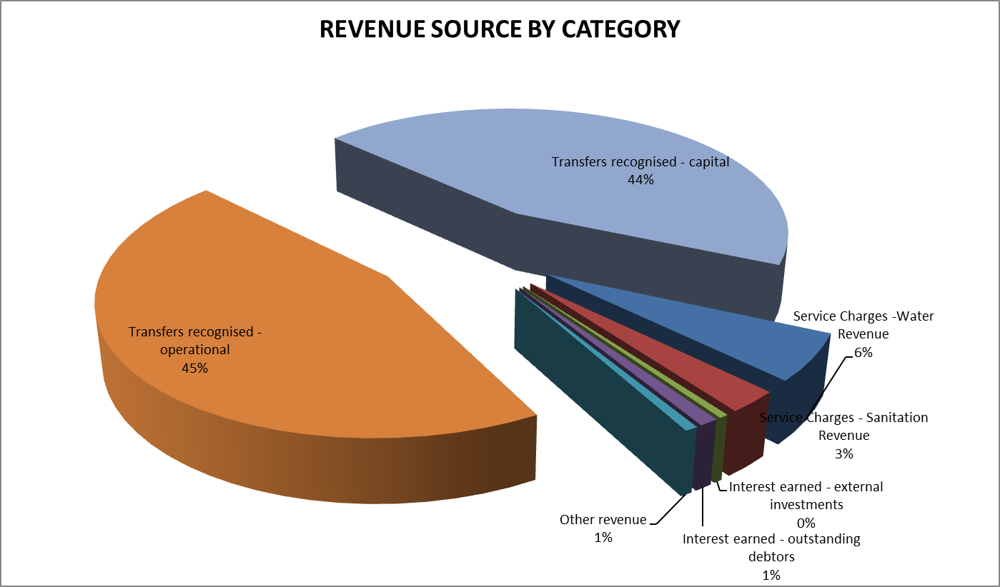 REVENUE SOURCE BY CATEGORY
Transfers recognised - capital
44%
Service Charges -Water
Revenue
6%
Transfers recognised -
operational
45%
Service Charges - Sanitation
Revenue
3%
Interest earned - external
investments
0%
Other revenue
1%
Interest earned - outstanding
debtors
1%